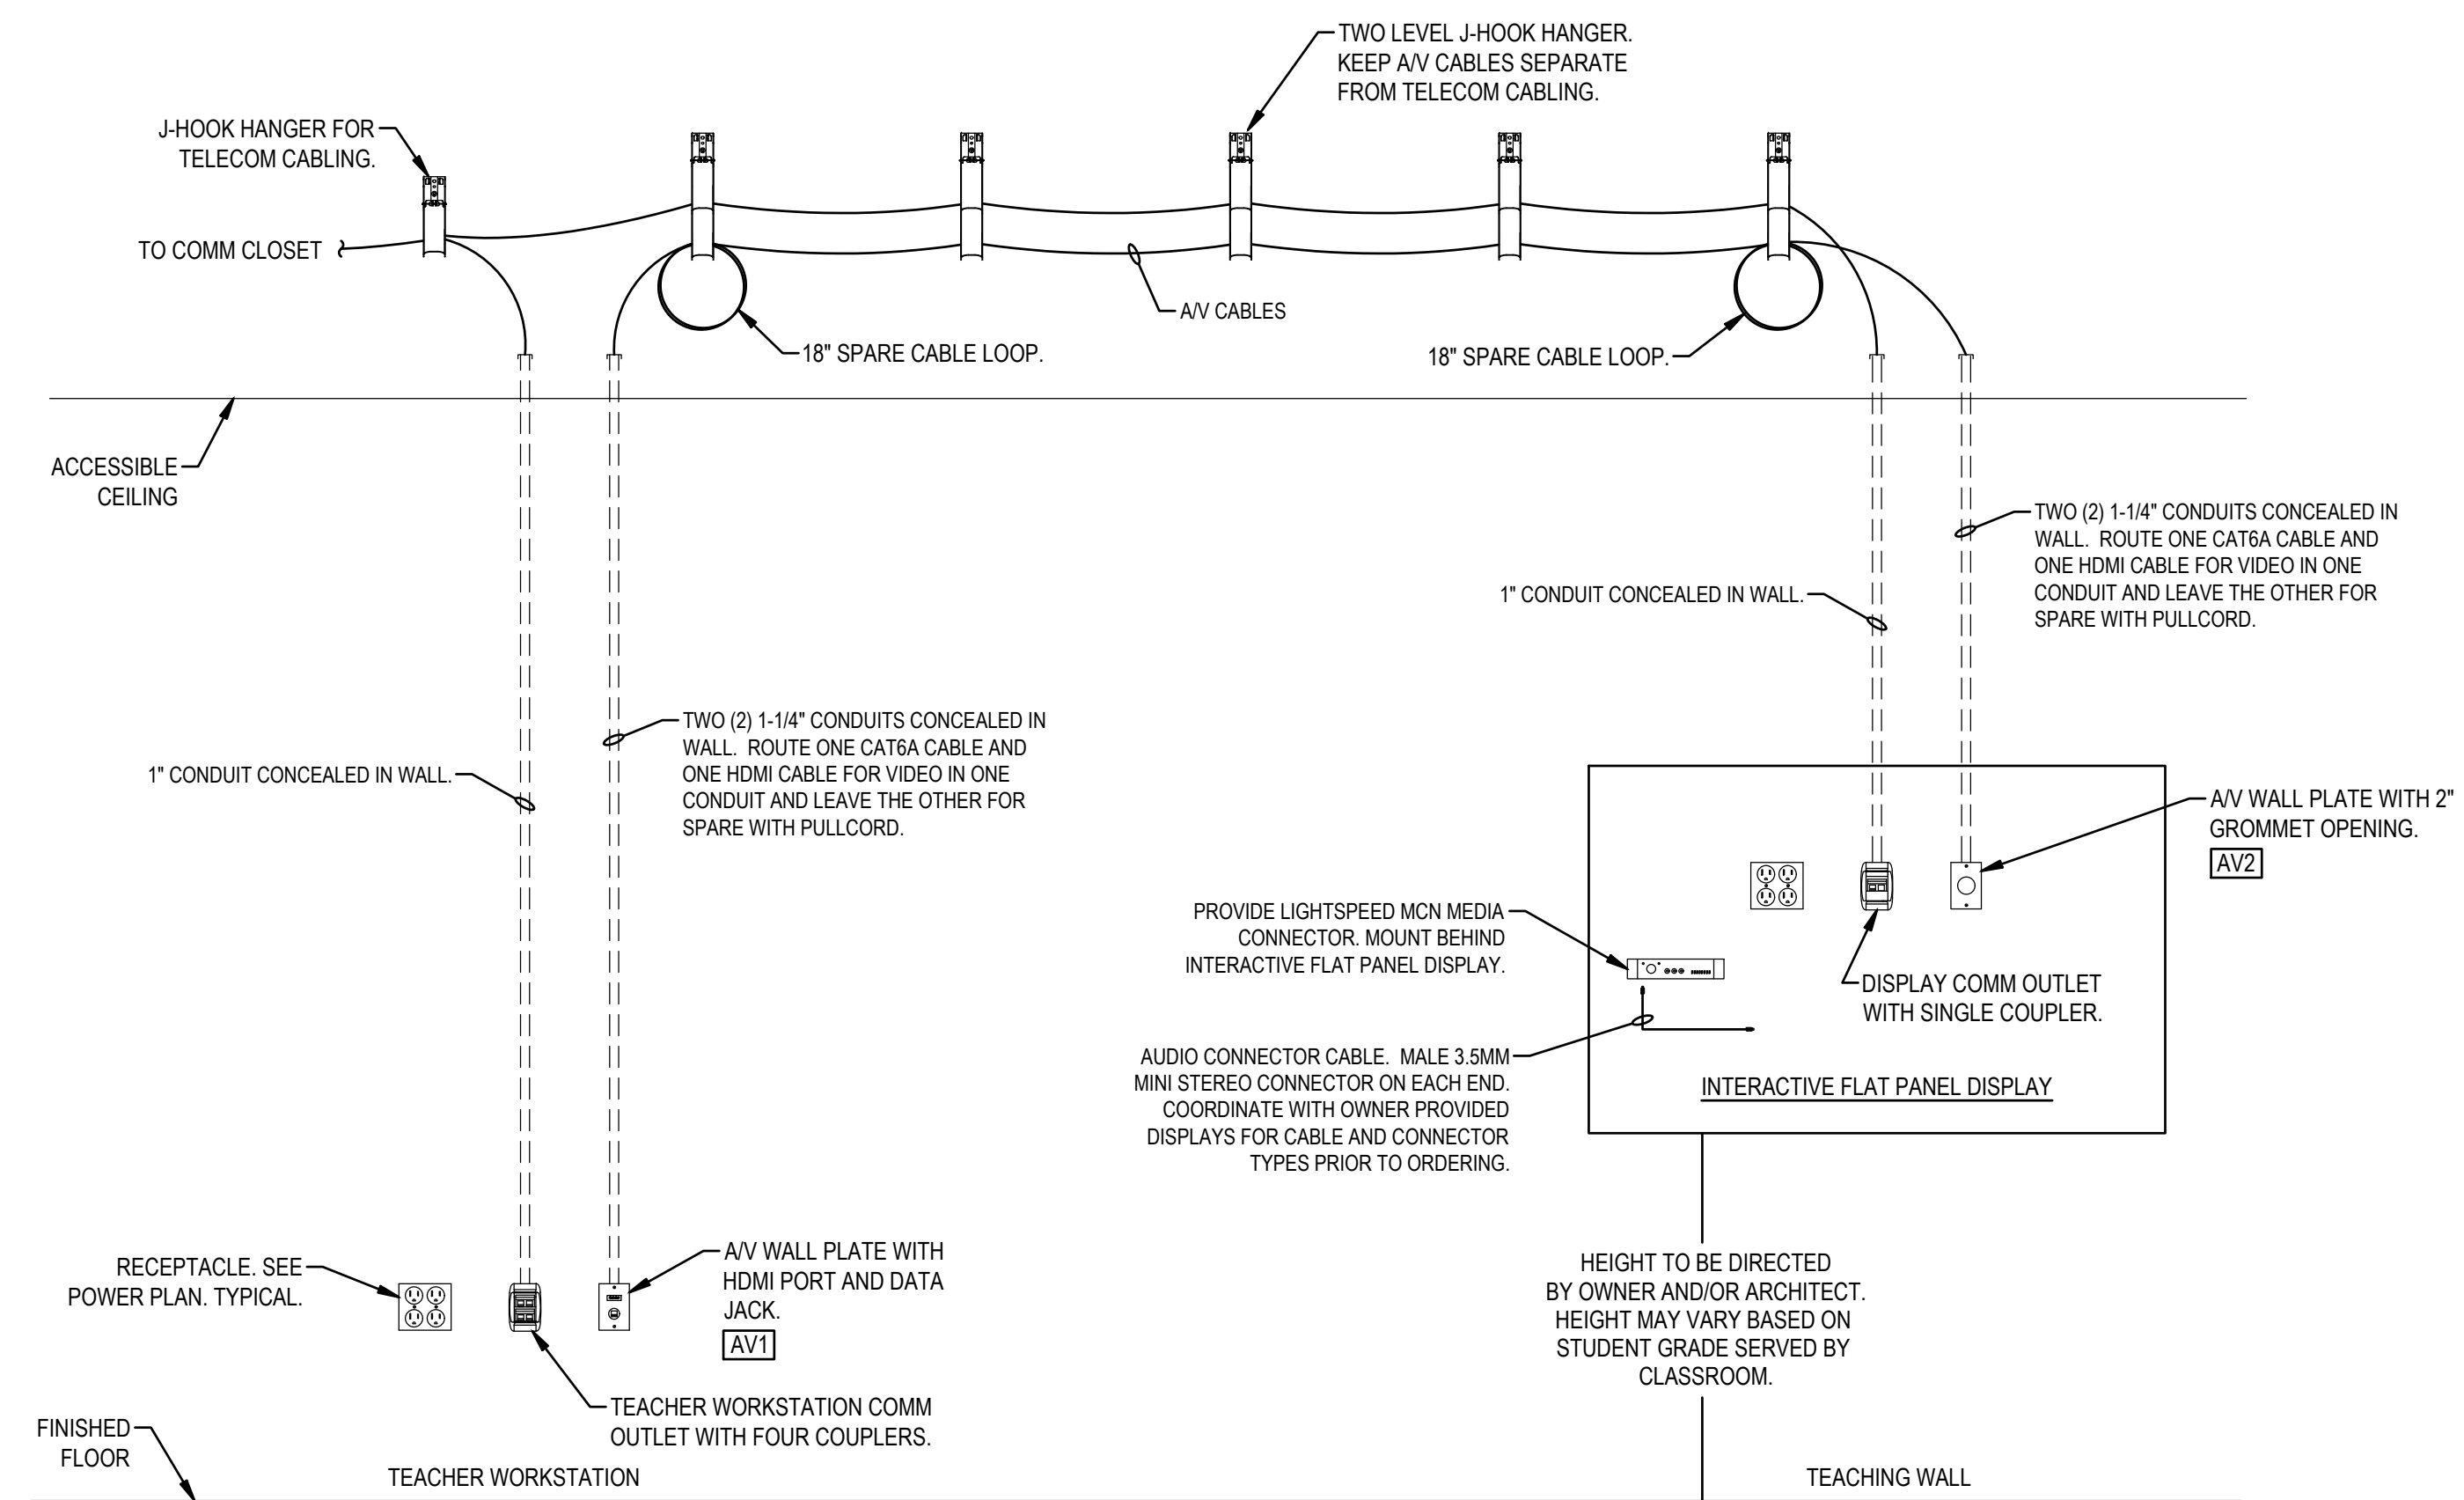 TWO LEVEL J-HOOK HANGER.
KEEP A/V CABLES SEPARATE
FROM TELECOM CABLING.
J-HOOK HANGER FOR
TELECOM CABLING.
TO COMM CLOSET
A/V CABLES
18" SPARE CABLE LOOP.
18" SPARE CABLE LOOP.
ACCESSIBLE
CEILING
TWO (2) 1-1/4" CONDUITS CONCEALED IN
WALL. ROUTE ONE CAT6A CABLE AND
ONE HDMI CABLE FOR VIDEO IN ONE
CONDUIT AND LEAVE THE OTHER FOR
SPARE WITH PULLCORD.
1" CONDUIT CONCEALED IN WALL.
TWO (2) 1-1/4" CONDUITS CONCEALED IN
WALL. ROUTE ONE CAT6A CABLE AND
ONE HDMI CABLE FOR VIDEO IN ONE
CONDUIT AND LEAVE THE OTHER FOR
SPARE WITH PULLCORD.
1" CONDUIT CONCEALED IN WALL.
A/V WALL PLATE WITH 2"
GROMMET OPENING.
AV2
PROVIDE LIGHTSPEED MCN MEDIA
CONNECTOR. MOUNT BEHIND
INTERACTIVE FLAT PANEL DISPLAY.
DISPLAY COMM OUTLET
WITH SINGLE COUPLER.
AUDIO CONNECTOR CABLE. MALE 3.5MM
MINI STEREO CONNECTOR ON EACH END.
COORDINATE WITH OWNER PROVIDED
DISPLAYS FOR CABLE AND CONNECTOR
TYPES PRIOR TO ORDERING.
INTERACTIVE FLAT PANEL DISPLAY
RECEPTACLE. SEE
POWER PLAN. TYPICAL.
A/V WALL PLATE WITH
HDMI PORT AND DATA
JACK.
AV1
HEIGHT TO BE DIRECTED
BY OWNER AND/OR ARCHITECT.
HEIGHT MAY VARY BASED ON
STUDENT GRADE SERVED BY
CLASSROOM.
TEACHER WORKSTATION COMM
OUTLET WITH FOUR COUPLERS.
FINISHED
FLOOR
TEACHER WORKSTATION
TEACHING WALL